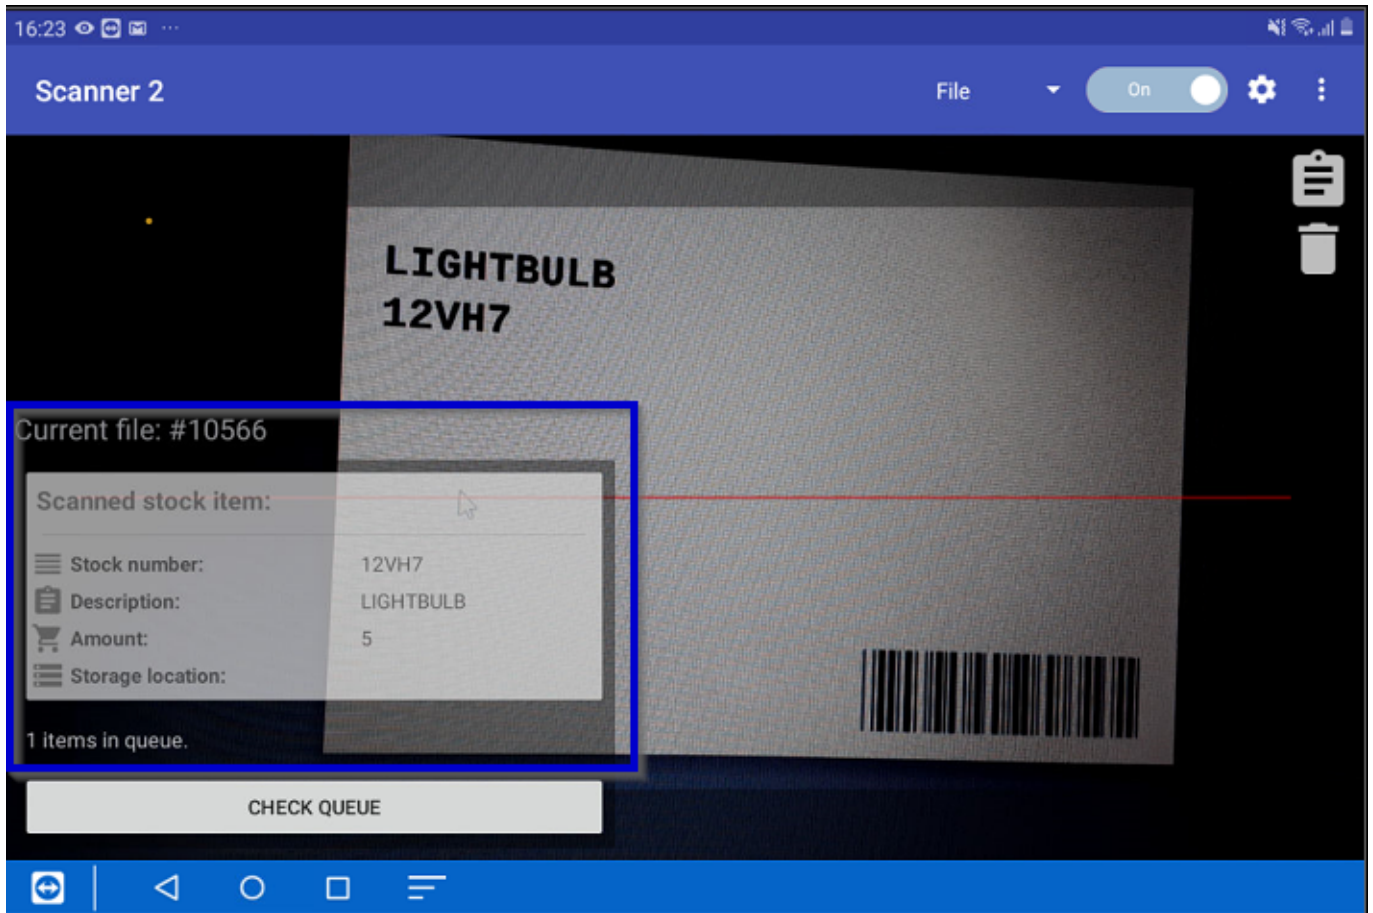 16:23
Scanner 2
File
On
LIGHTBULB
12VH7
Current file: #10566
Scanned stock item:
Stock number: 12VH7
Description: LIGHTBULB
Amount: 5
Storage location:
1 items in queue.
CHECK QUEUE